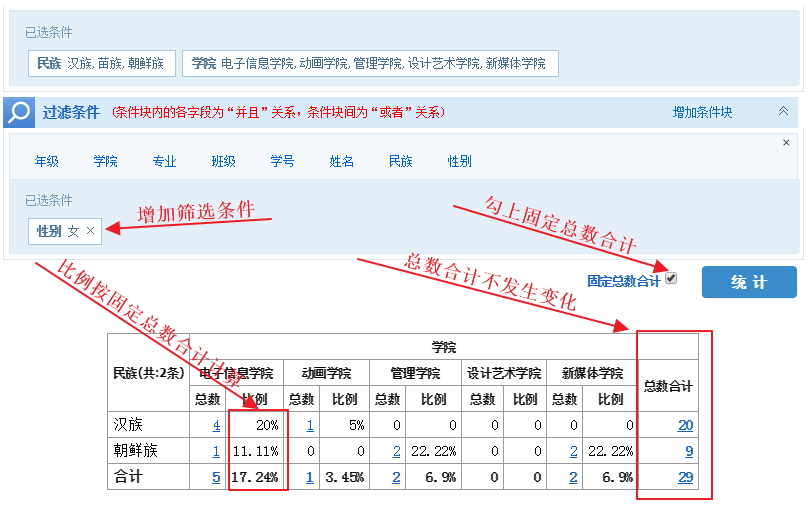 已选条件
民族 汉族, 苗族, 朝鲜族 学院 电子信息学院, 动画学院, 管理学院, 设计艺术学院, 新媒体学院
过滤条件 (条件块内的各字段为“并且”关系，条件块间为“或者”关系) 增加条件块
×
年级 学院 专业 班级 学号 姓名 民族 性别
已选条件
性别 女 ×
增加筛选条件
勾上固定总数合计
比例按固定总数合计计算
总数合计不发生变化
固定总数合计 统 计
学院
民族(共:2条) 电子信息学院 动画学院 管理学院 设计艺术学院 新媒体学院 总数合计
总数 比例 总数 比例 总数 比例 总数 比例 总数 比例
汉族 4 20% 1 5% 0 0 0 0 0 0 20
朝鲜族 1 11.11% 0 0 2 22.22% 0 0 2 22.22% 9
合计 5 17.24% 1 3.45% 2 6.9% 0 0 2 6.9% 29